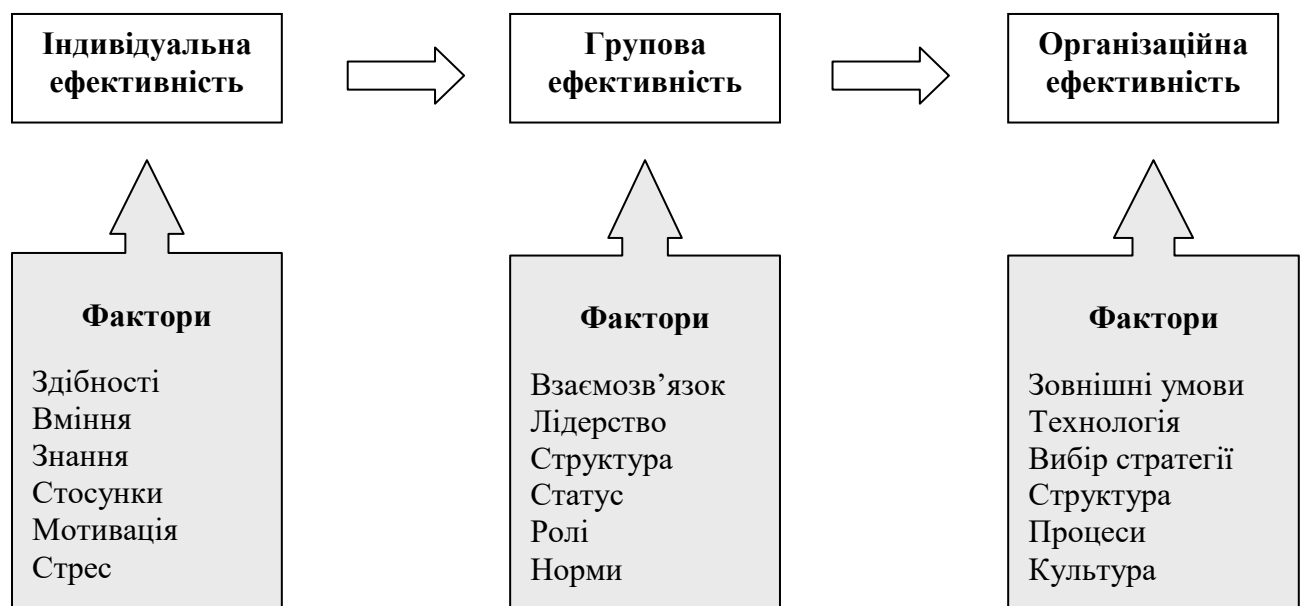 Індивідуальна
ефективність
Групова
ефективність
Організаційна
ефективність
Фактори
Здібності
Вміння
Знання
Стосунки
Мотивація
Стрес
Фактори
Взаємозв’язок
Лідерство
Структура
Статус
Ролі
Норми
Фактори
Зовнішні умови
Технологія
Вибір стратегії
Структура
Процеси
Культура